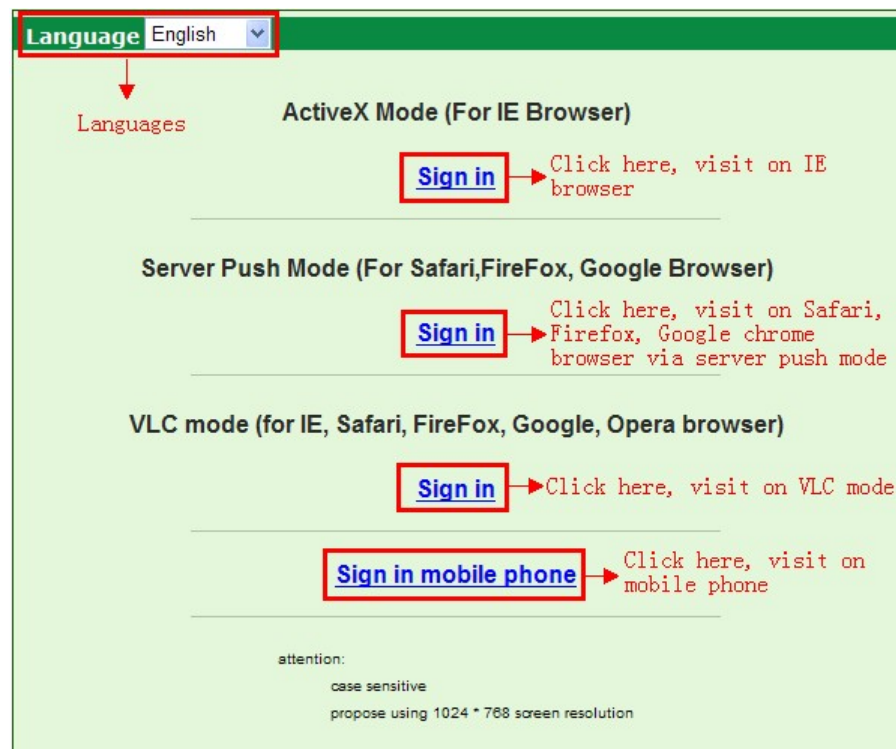 Language English
Languages
ActiveX Mode (For IE Browser)
Sign in
Click here, visit on IE
browser
Server Push Mode (For Safari,FireFox, Google Browser)
Sign in
Click here, visit on Safari,
Firefox, Google chrome
browser via server push mode
VLC mode (for IE, Safari, FireFox, Google, Opera browser)
Sign in
Click here, visit on VLC mode
Sign in mobile phone
Click here, visit on
mobile phone
attention:
case sensitive
propose using 1024 * 768 screen resolution